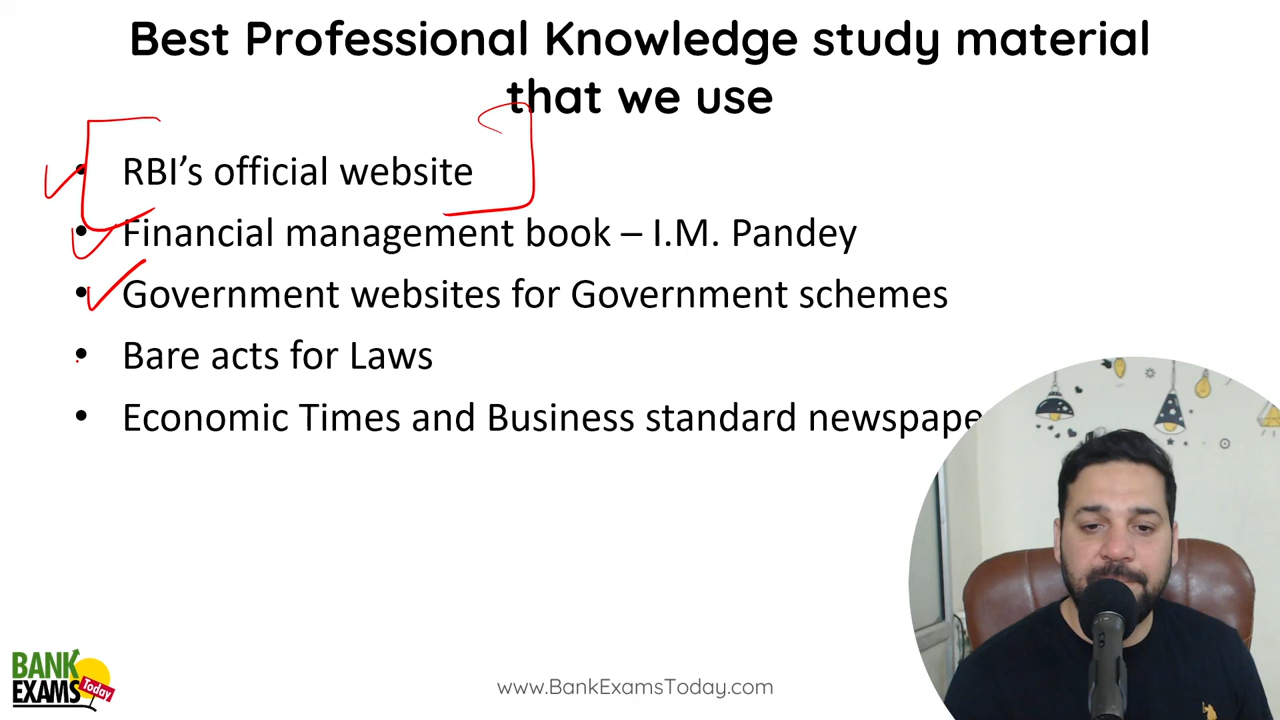 Best Professional Knowledge study material
that we use
• RBI’s official website
• Financial management book – I.M. Pandey
• Government websites for Government schemes
• Bare acts for Laws
• Economic Times and Business standard newspape
BANK
EXAMS
Today
www.BankExamsToday.com